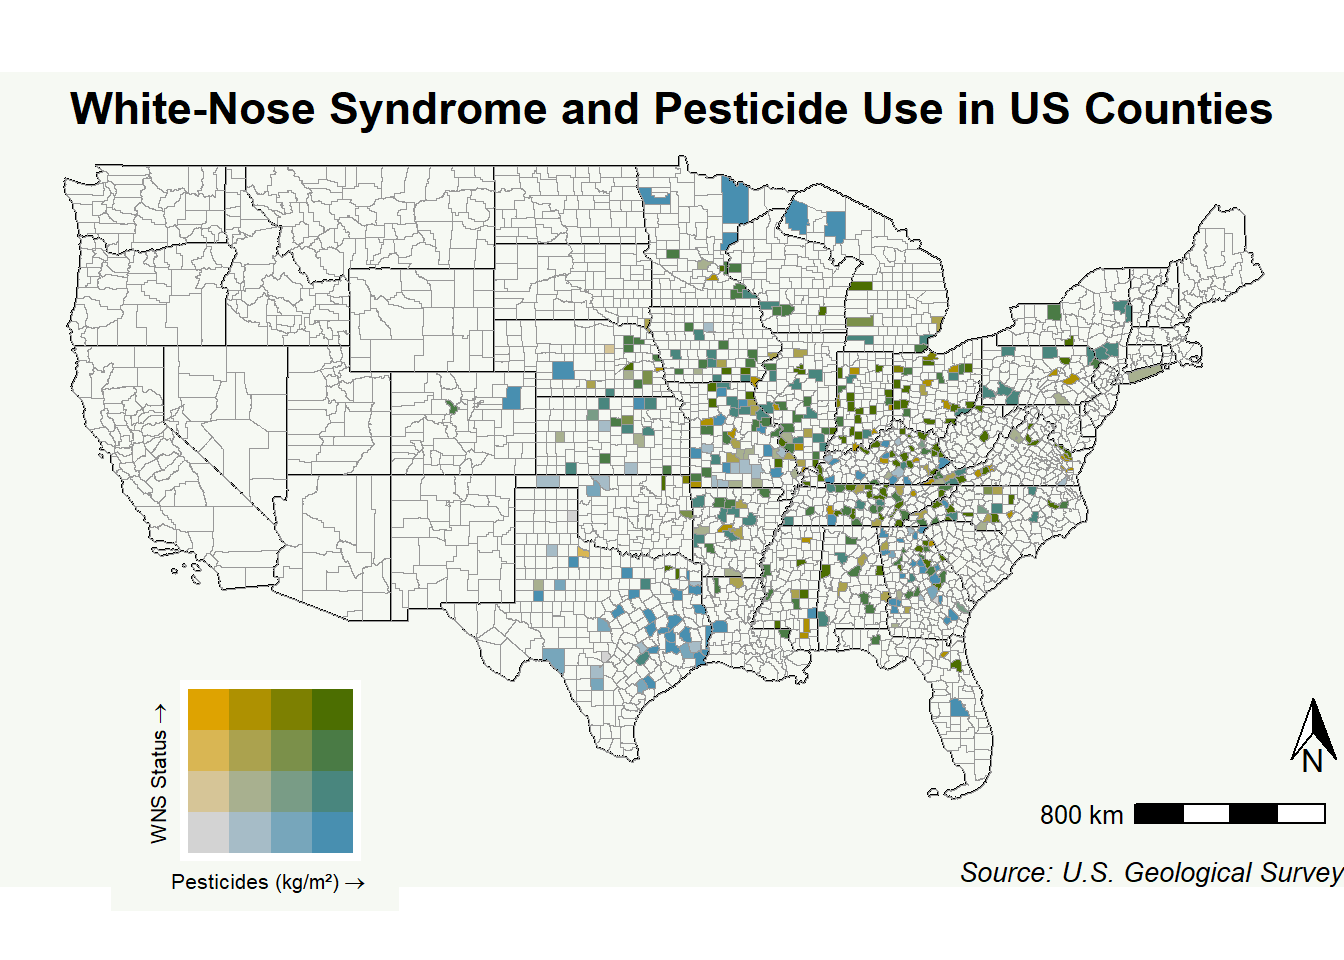 White-Nose Syndrome and Pesticide Use in US Counties
WNS Status →
Pesticides (kg/m²) →
N
800 km
Source: U.S. Geological Survey